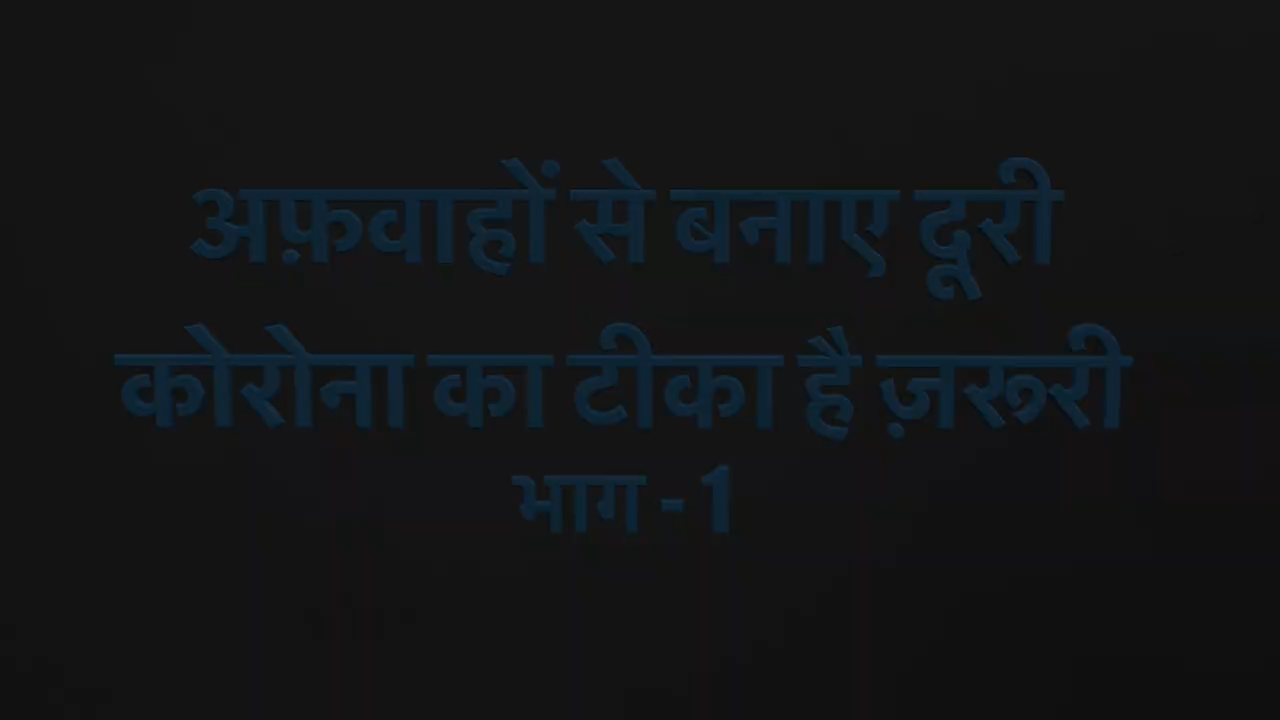 अफ़वाहों से बनाए दूरी
कोरोना का टीका है ज़रूरी
भाग - 1